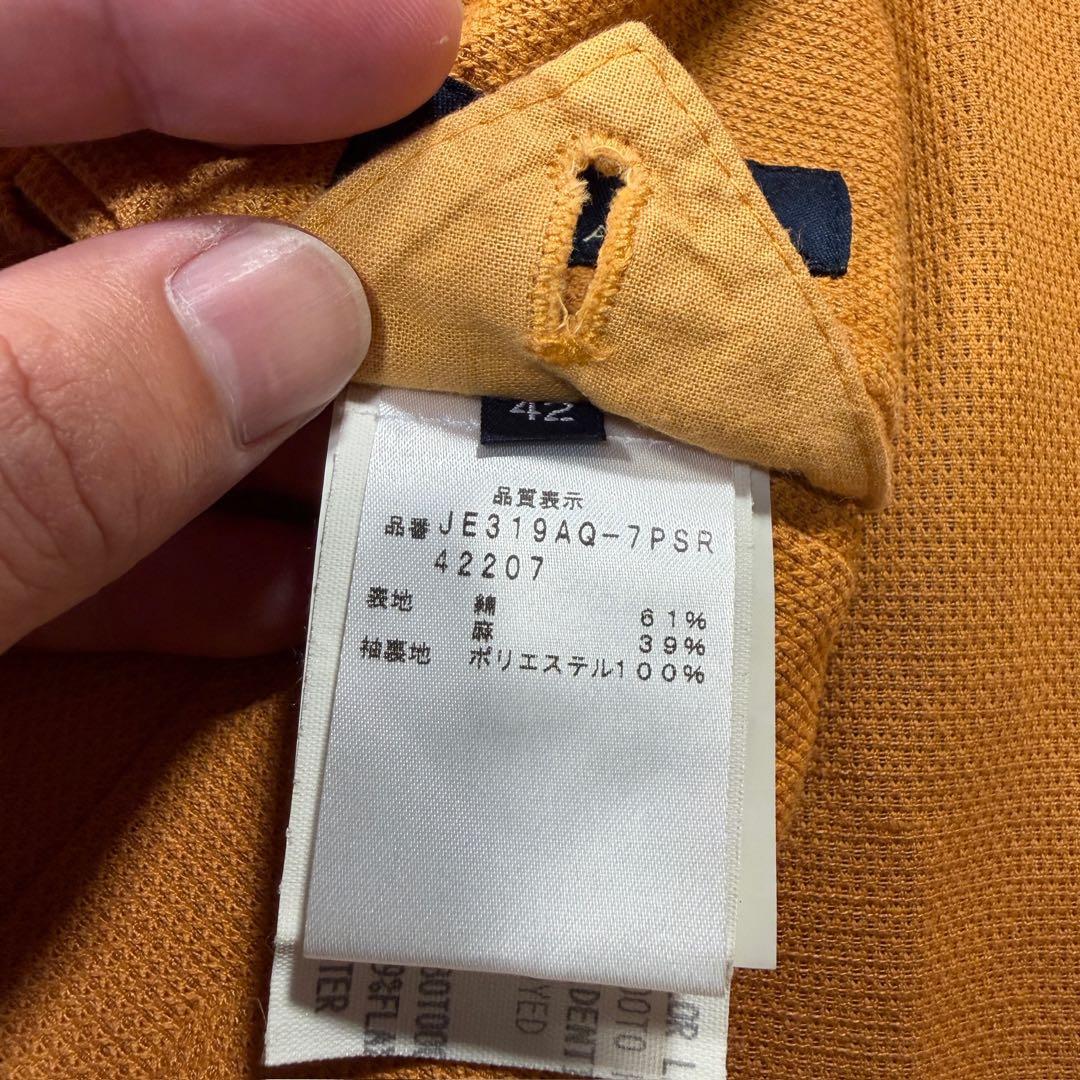 42
品質表示
品番 JE319AQ-7PSR
42207
表地 綿 61%
麻 39%
袖裏地 ポリエステル100%